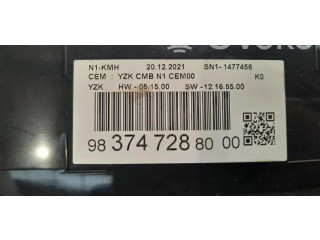 N1-KMH 20.12.2021 SN1- 1477456
CEM : YZK CMB N1 CEM00 K0
YZK HW - 05.15.00 SW - 12.16.55.00
98 374 728 80 00